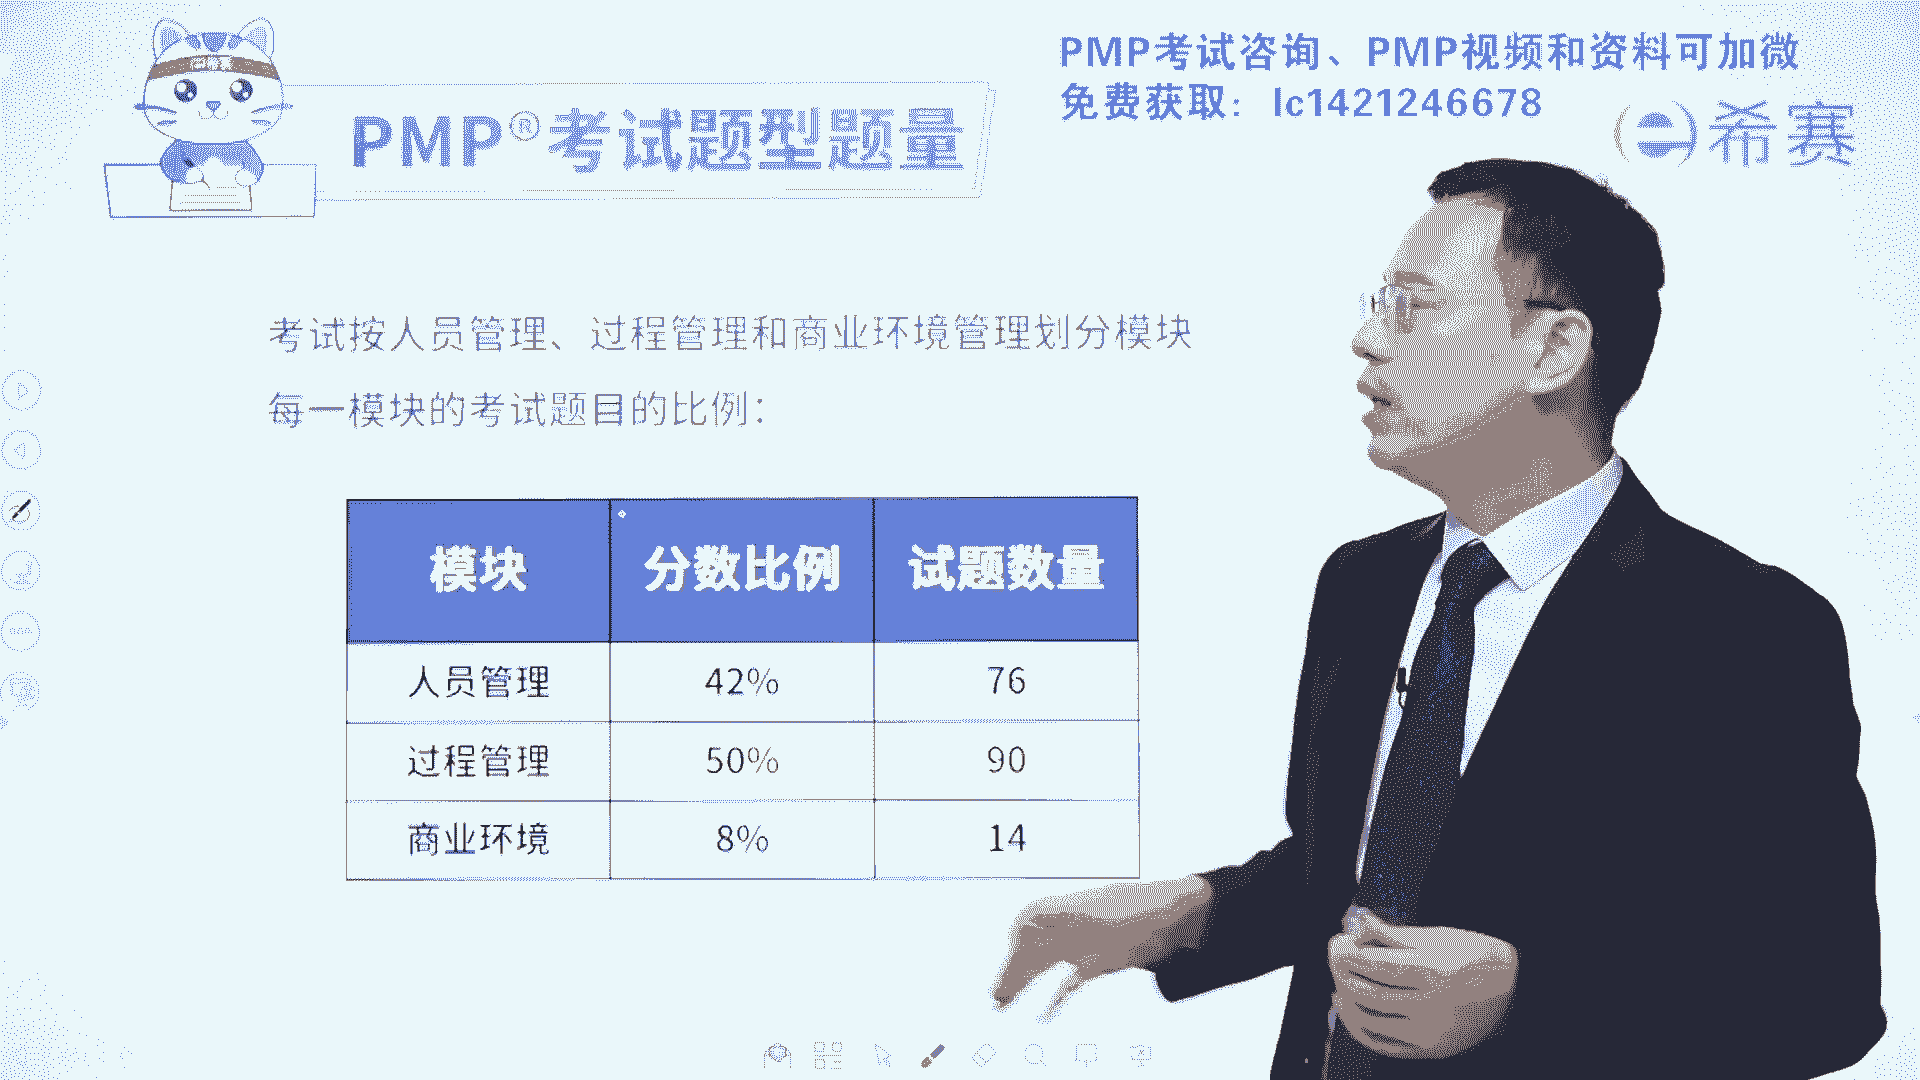 PMP考试咨询、PMP视频和资料可加微
免费获取：lc1421246678
希赛
PMP®考试题型题量
考试按人员管理、过程管理和商业环境管理划分模块
每一模块的考试题目的比例：
模块 分数比例 试题数量
人员管理 42% 76
过程管理 50% 90
商业环境 8% 14